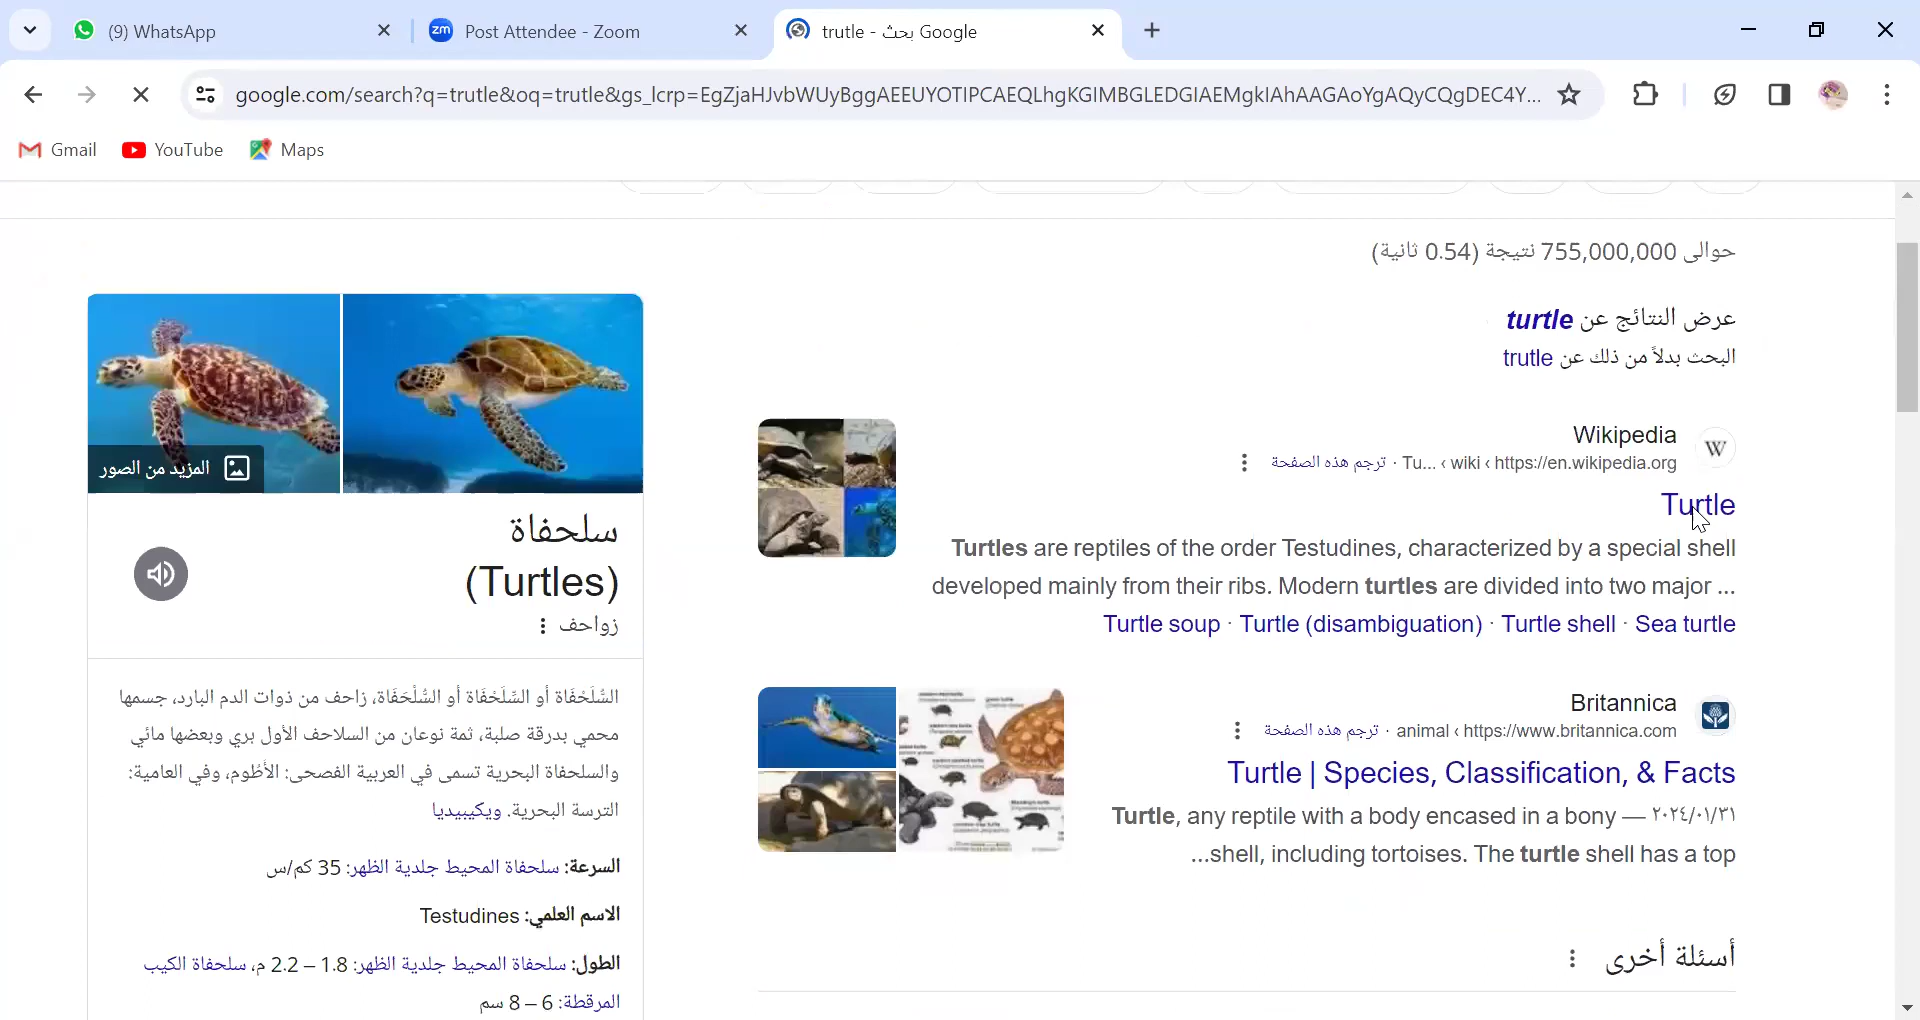 (9) WhatsApp
Post Attendee - Zoom
trutle - بحث Google
google.com/search?q=trutle&oq=trutle&gs_lcrp=EgZjaHJvbWUyBggAEEUYOTIPCAEQLhgKGIMBGLEDGIAEMgkIAhAAGAoYgAQyCQgDEC4Y...
Gmail
YouTube
Maps
حوالى 755,000,000 نتيجة (0.54 ثانية)
عرض النتائج عن turtle
البحث بدلاً من ذلك عن trutle
Wikipedia
https://en.wikipedia.org › wiki › Tu... · ترجم هذه الصفحة
Turtle
Turtles are reptiles of the order Testudines, characterized by a special shell
developed mainly from their ribs. Modern turtles are divided into two major ...
Turtle soup · Turtle (disambiguation) · Turtle shell · Sea turtle
Britannica
https://www.britannica.com › animal · ترجم هذه الصفحة
Turtle | Species, Classification, & Facts
٢٠٢٤/٠١/٣١ — Turtle, any reptile with a body encased in a bony
shell, including tortoises. The turtle shell has a top...
أسئلة أخرى
المزيد من الصور
سلحفاة
(Turtles)
زواحف
السُّلَحْفَاة أو السِّلَحْفَاة أو السُّلْحَفَاة، زاحف من ذوات الدم البارد، جسمها
محمي بدرقة صلبة، ثمة نوعان من السلاحف الأول بري وبعضها مائي
والسلحفاة البحرية تسمى في العربية الفصحى: الأَطُوم، وفي العامية:
الترسة البحرية. ويكيبيديا
السرعة: سلحفاة المحيط جلدية الظهر: 35 كم/س
الاسم العلمي: Testudines
الطول: سلحفاة المحيط جلدية الظهر: 1.8 – 2.2 م، سلحفاة الكيب
المرقطة: 6 – 8 سم